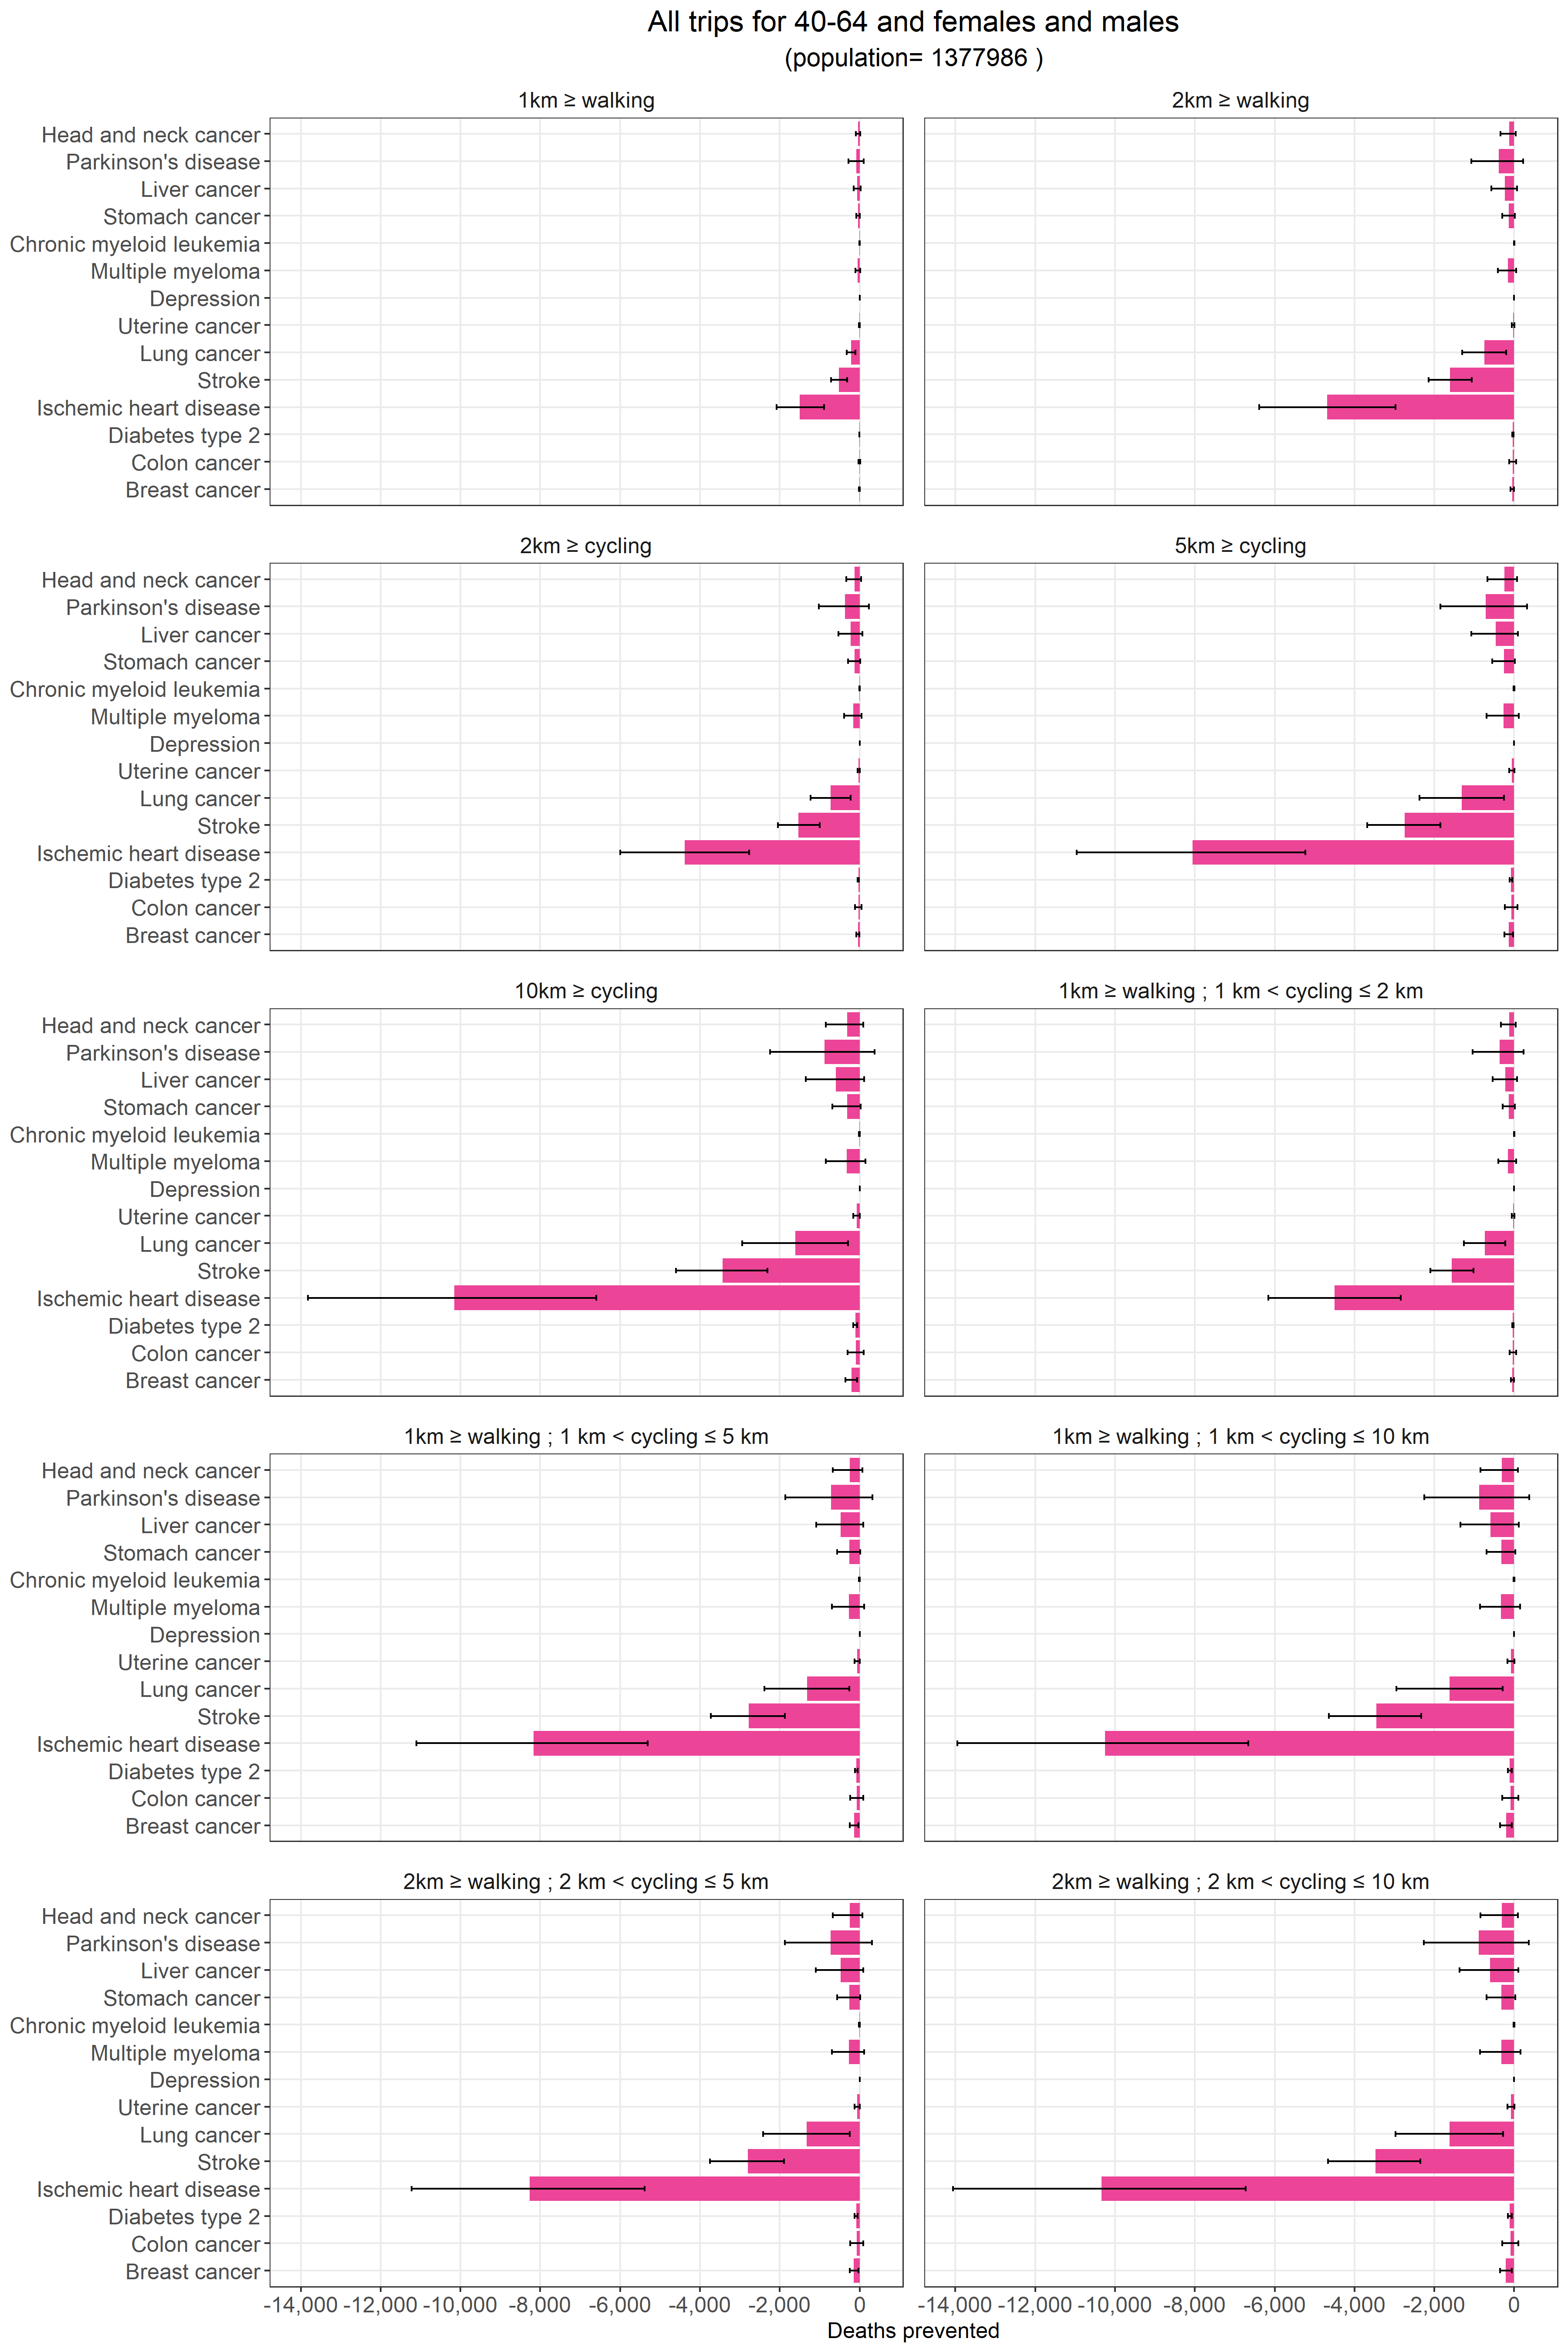 All trips for 40-64 and females and males
(population= 1377986 )
1km ≥ walking
2km ≥ walking
Head and neck cancer
Parkinson's disease
Liver cancer
Stomach cancer
Chronic myeloid leukemia
Multiple myeloma
Depression
Uterine cancer
Lung cancer
Stroke
Ischemic heart disease
Diabetes type 2
Colon cancer
Breast cancer
2km ≥ cycling
5km ≥ cycling
Head and neck cancer
Parkinson's disease
Liver cancer
Stomach cancer
Chronic myeloid leukemia
Multiple myeloma
Depression
Uterine cancer
Lung cancer
Stroke
Ischemic heart disease
Diabetes type 2
Colon cancer
Breast cancer
10km ≥ cycling
1km ≥ walking ; 1 km < cycling ≤ 2 km
Head and neck cancer
Parkinson's disease
Liver cancer
Stomach cancer
Chronic myeloid leukemia
Multiple myeloma
Depression
Uterine cancer
Lung cancer
Stroke
Ischemic heart disease
Diabetes type 2
Colon cancer
Breast cancer
1km ≥ walking ; 1 km < cycling ≤ 5 km
1km ≥ walking ; 1 km < cycling ≤ 10 km
Head and neck cancer
Parkinson's disease
Liver cancer
Stomach cancer
Chronic myeloid leukemia
Multiple myeloma
Depression
Uterine cancer
Lung cancer
Stroke
Ischemic heart disease
Diabetes type 2
Colon cancer
Breast cancer
2km ≥ walking ; 2 km < cycling ≤ 5 km
2km ≥ walking ; 2 km < cycling ≤ 10 km
Head and neck cancer
Parkinson's disease
Liver cancer
Stomach cancer
Chronic myeloid leukemia
Multiple myeloma
Depression
Uterine cancer
Lung cancer
Stroke
Ischemic heart disease
Diabetes type 2
Colon cancer
Breast cancer
-14,000 -12,000 -10,000 -8,000 -6,000 -4,000 -2,000 0
-14,000 -12,000 -10,000 -8,000 -6,000 -4,000 -2,000 0
Deaths prevented